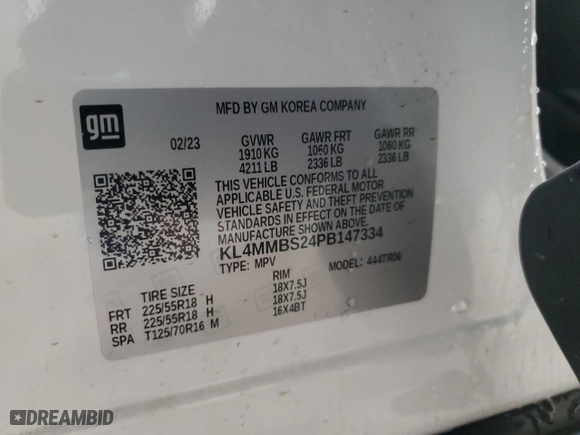 gm
MFD BY GM KOREA COMPANY
02/23 GVWR GAWR FRT GAWR RR
1910 KG 1060 KG 1060 KG
4211 LB 2336 LB 2336 LB
THIS VEHICLE CONFORMS TO ALL
APPLICABLE U.S. FEDERAL MOTOR
VEHICLE SAFETY AND THEFT PREVENTION
STANDARDS IN EFFECT ON THE DATE OF
MANUFACTURE SHOWN ABOVE.
KL4MMBS24PB147334
TYPE: MPV MODEL: 444TR06
TIRE SIZE RIM
FRT 225/55R18 H 18X7.5J
RR 225/55R18 H 18X7.5J
SPA T125/70R16 M 16X4BT
DREAMBID